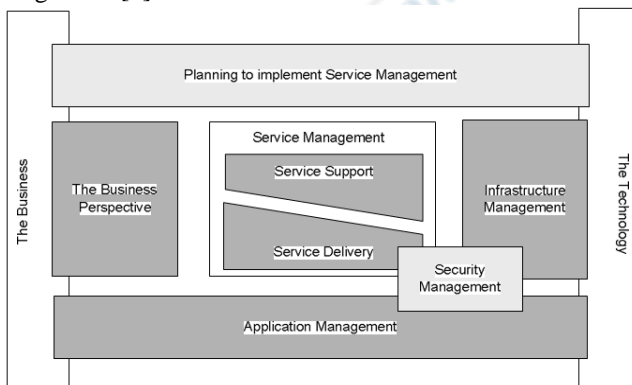 Planning to implement Service Management
The Business
The Business
Perspective
Service Management
Service Support
Service Delivery
Infrastructure
Management
The Technology
Security
Management
Application Management